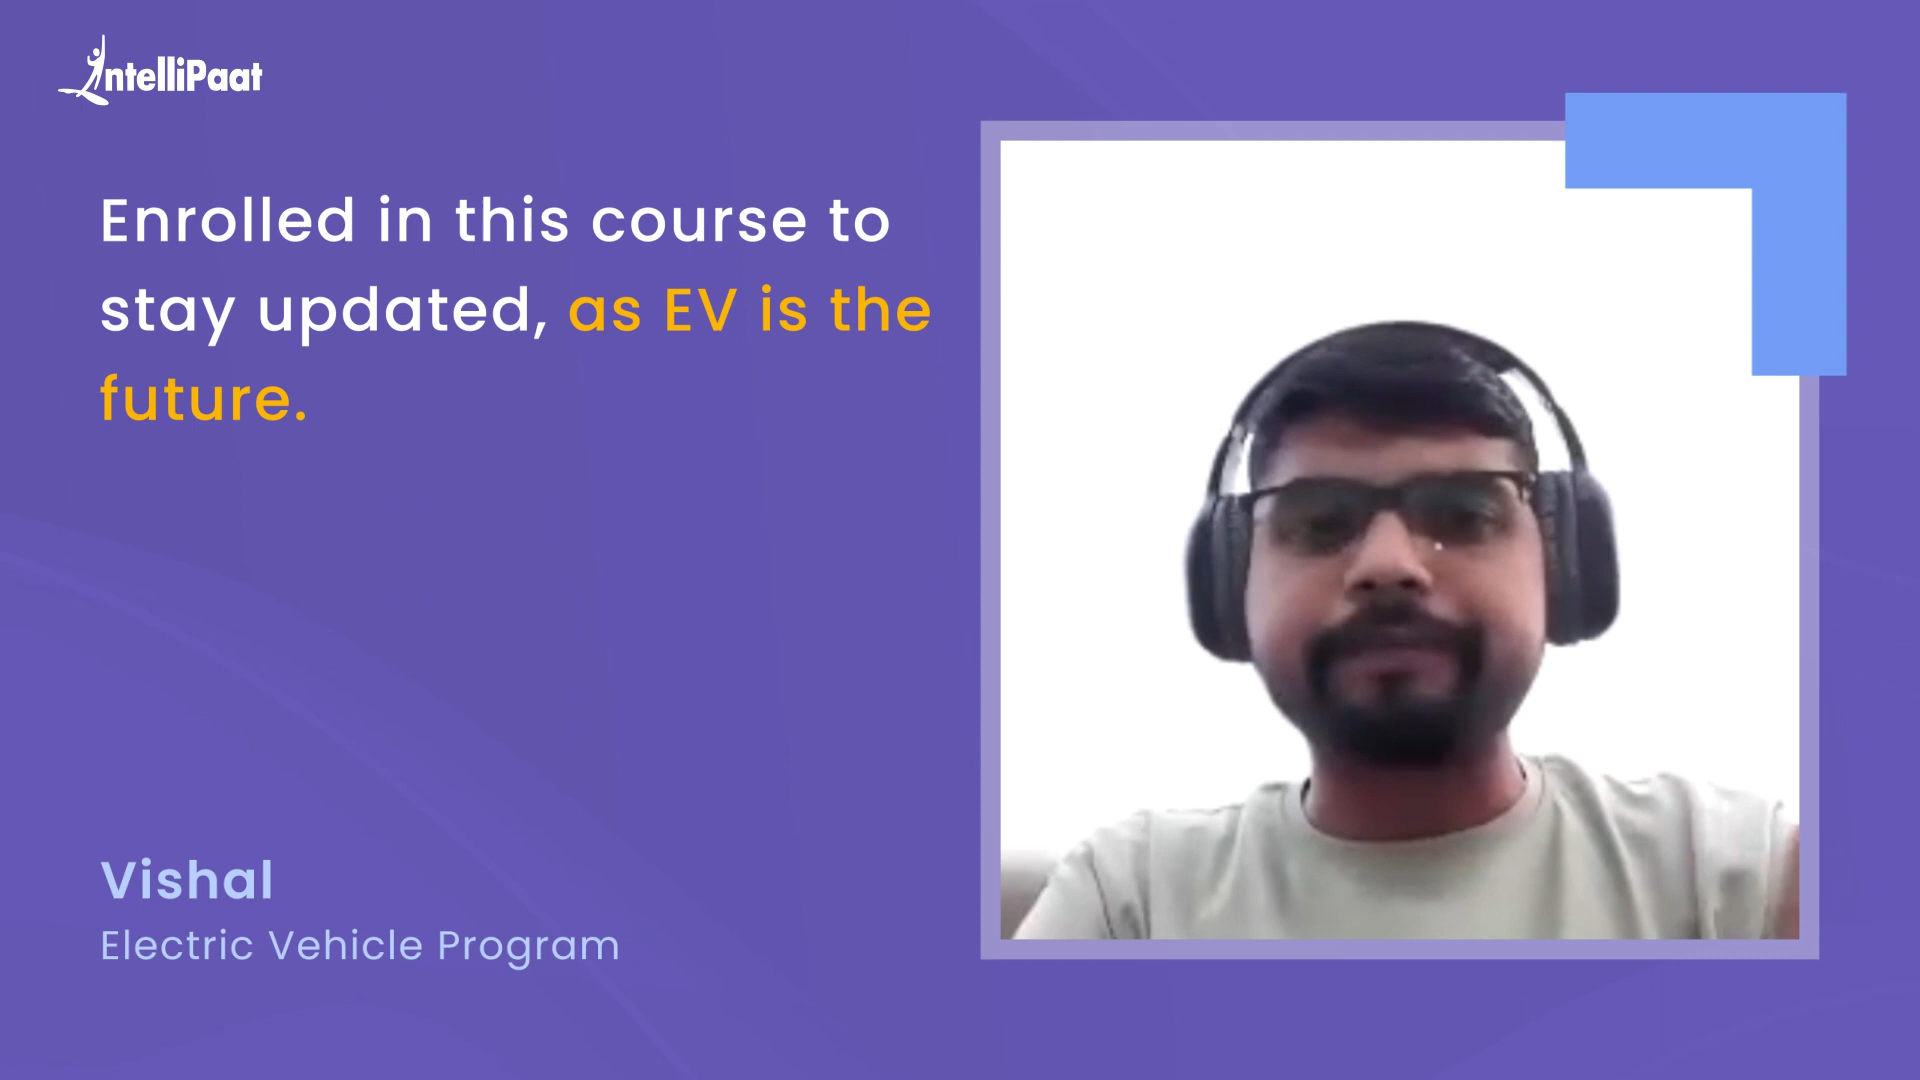 IntelliPaat
Enrolled in this course to
stay updated, as EV is the
future.
Vishal
Electric Vehicle Program